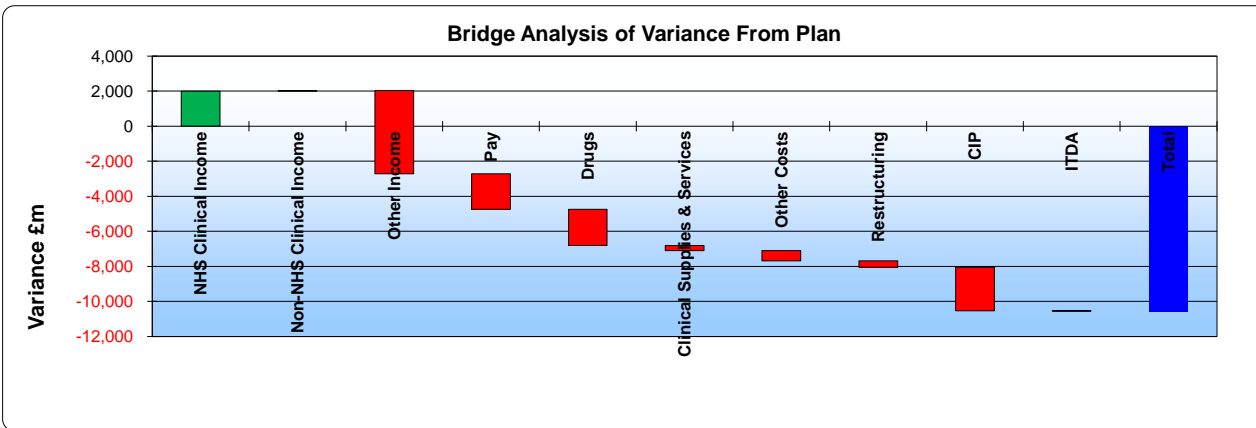 Bridge Analysis of Variance From Plan
Variance £m
4,000
2,000
0
-2,000
-4,000
-6,000
-8,000
-10,000
-12,000
NHS Clinical Income
Non-NHS Clinical Income
Other Income
Pay
Drugs
Clinical Supplies & Services
Other Costs
Restructuring
CIP
ITDA
Total